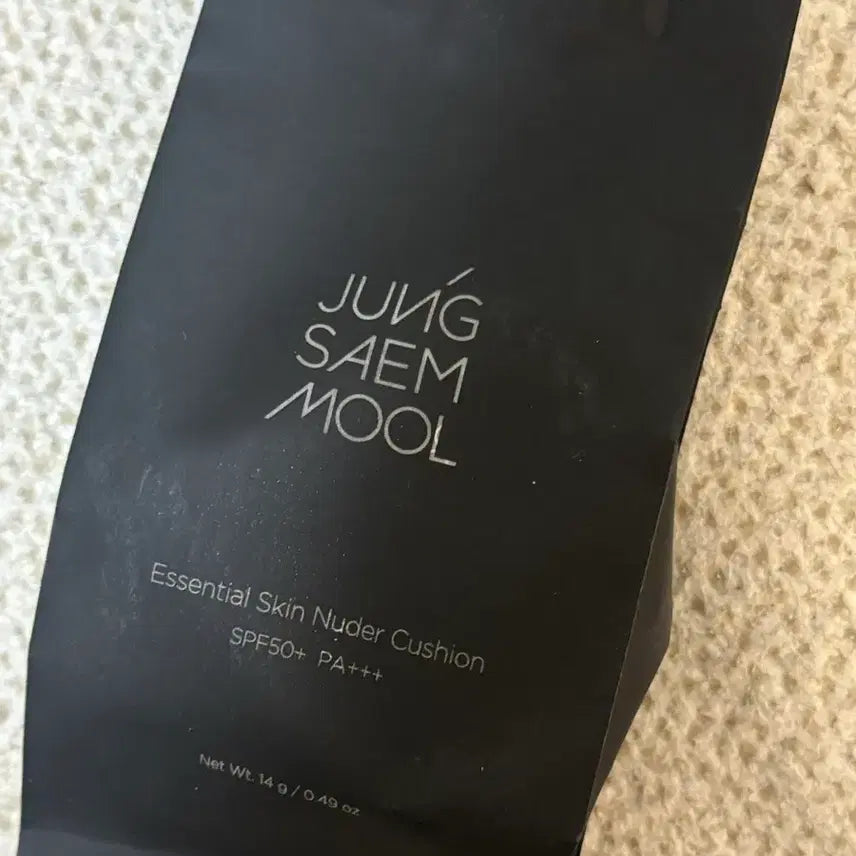 JUNG
SAEM
MOOL
Essential Skin Nuder Cushion
SPF50+ PA+++
Net Wt. 14 g / 0.49 oz